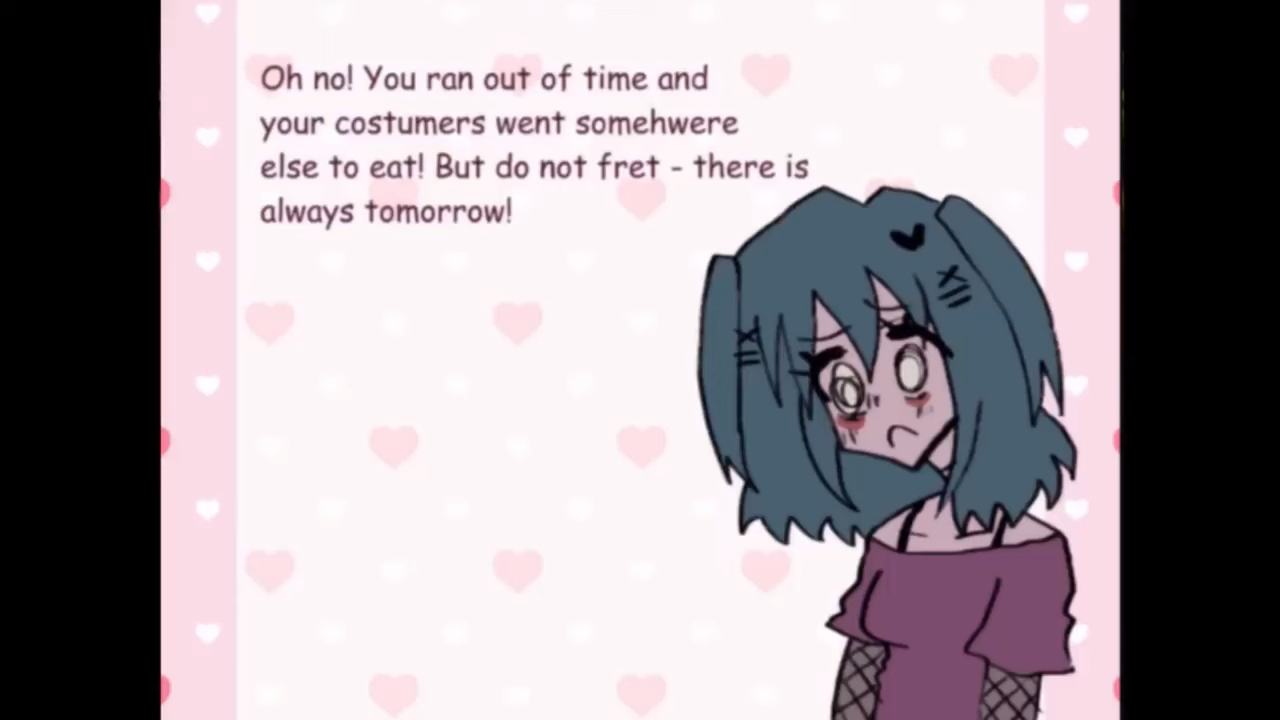 Oh no! You ran out of time and
your costumers went somehwere
else to eat! But do not fret - there is
always tomorrow!